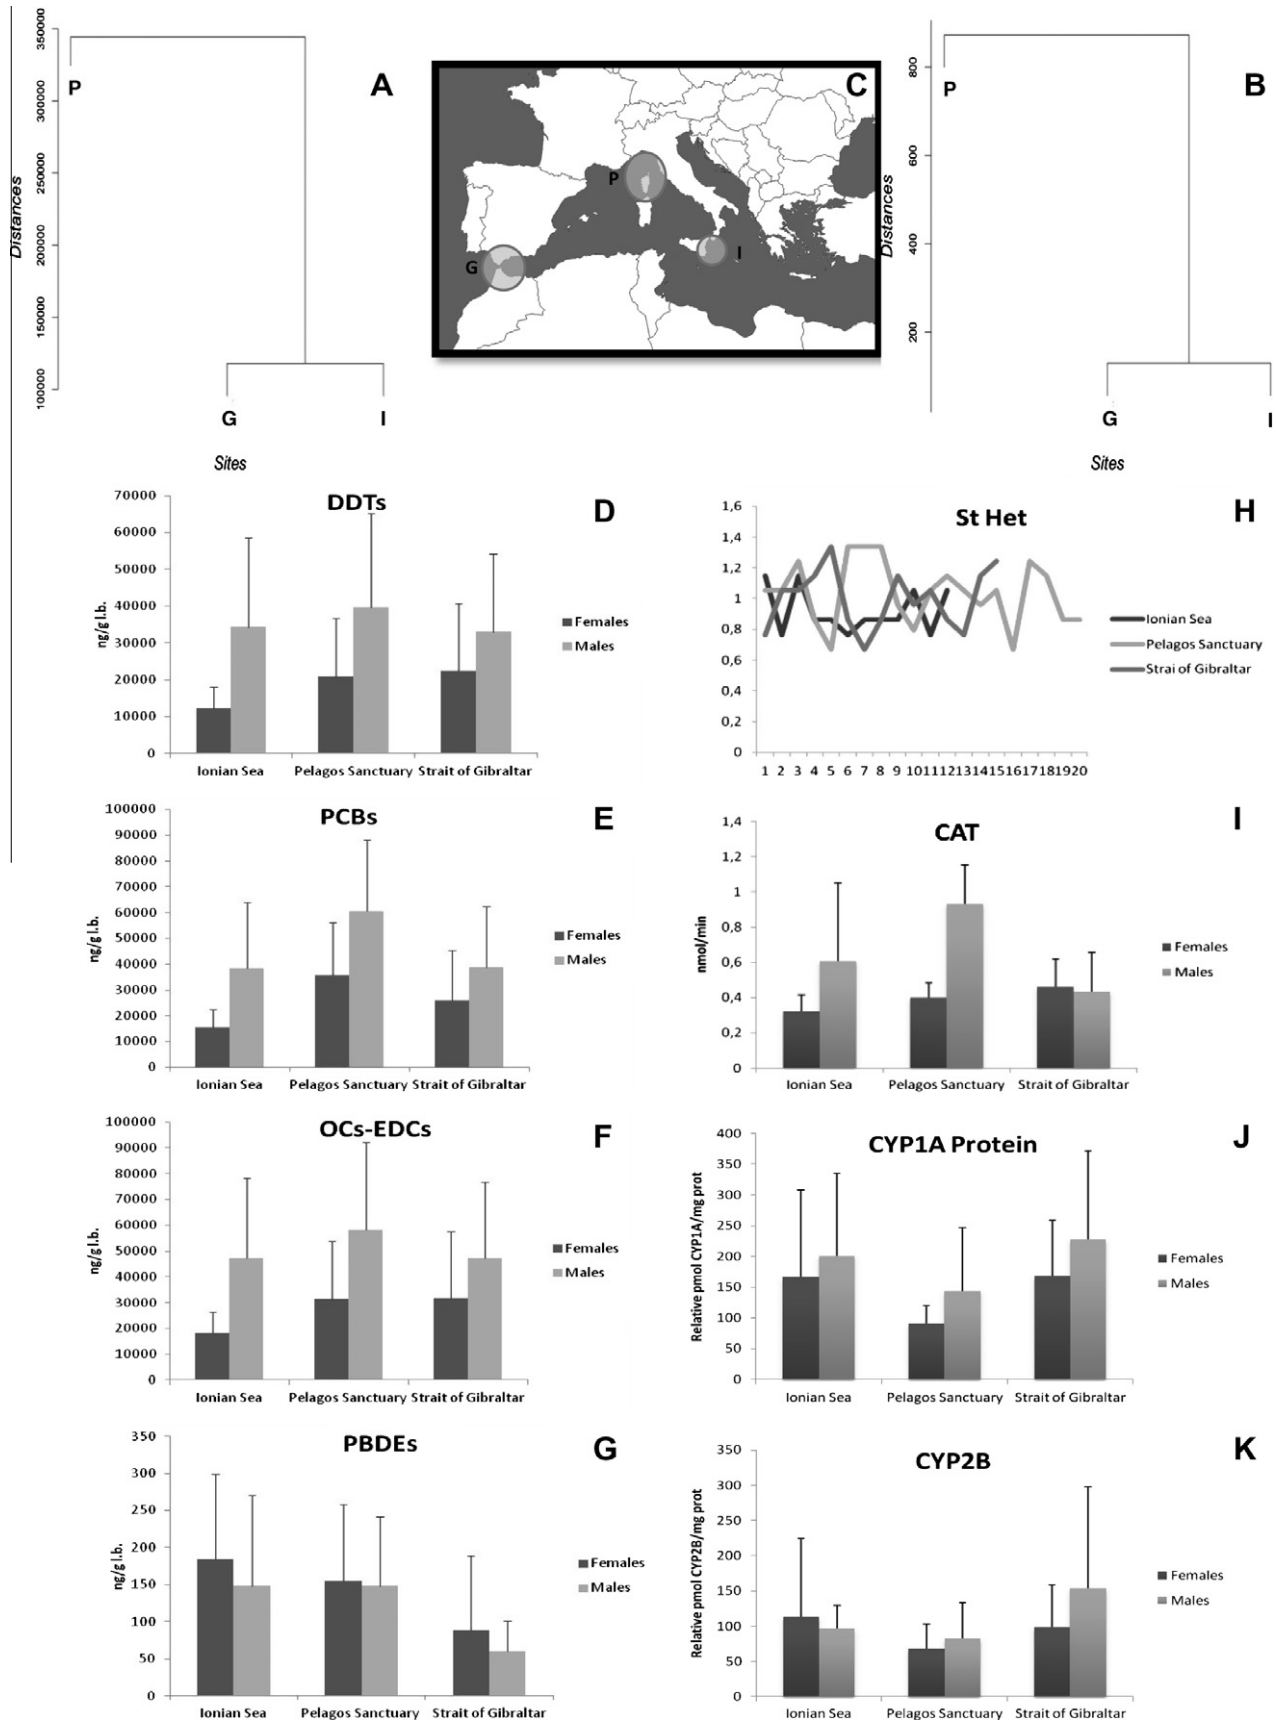 350000
300000
250000
200000
150000
100000
Distances
P
A
G
I
Sites
C
P
G
I
800
600
400
200
Distances
P
B
G
I
Sites
DDTs
D
70000
60000
50000
40000
30000
20000
10000
0
ng/g l.b.
Females
Males
Ionian Sea Pelagos Sanctuary Strait of Gibraltar
St Het
H
1,6
1,4
1,2
1
0,8
0,6
0,4
0,2
0
Ionian Sea
Pelagos Sanctuary
Strai of Gibraltar
1 2 3 4 5 6 7 8 9 10 11 12 13 14 15 16 17 18 19 20
PCBs
E
100000
90000
80000
70000
60000
50000
40000
30000
20000
10000
0
ng/g l.b.
Females
Males
Ionian Sea Pelagos Sanctuary Strait of Gibraltar
CAT
I
1,4
1,2
1
0,8
0,6
0,4
0,2
0
nmol/min
Females
Males
Ionian Sea Pelagos Sanctuary Strait of Gibraltar
OCs-EDCs
F
100000
90000
80000
70000
60000
50000
40000
30000
20000
10000
0
ng/g l.b.
Females
Males
Ionian Sea Pelagos Sanctuary Strait of Gibraltar
CYP1A Protein
J
400
350
300
250
200
150
100
50
0
Relative pmol CYP1A/mg prot
Females
Males
Ionian Sea Pelagos Sanctuary Strait of Gibraltar
PBDEs
G
350
300
250
200
150
100
50
0
ng/g l.b.
Females
Males
Ionian Sea Pelagos Sanctuary Strait of Gibraltar
CYP2B
K
350
300
250
200
150
100
50
0
Relative pmol CYP2B/mg prot
Females
Males
Ionian Sea Pelagos Sanctuary Strait of Gibraltar